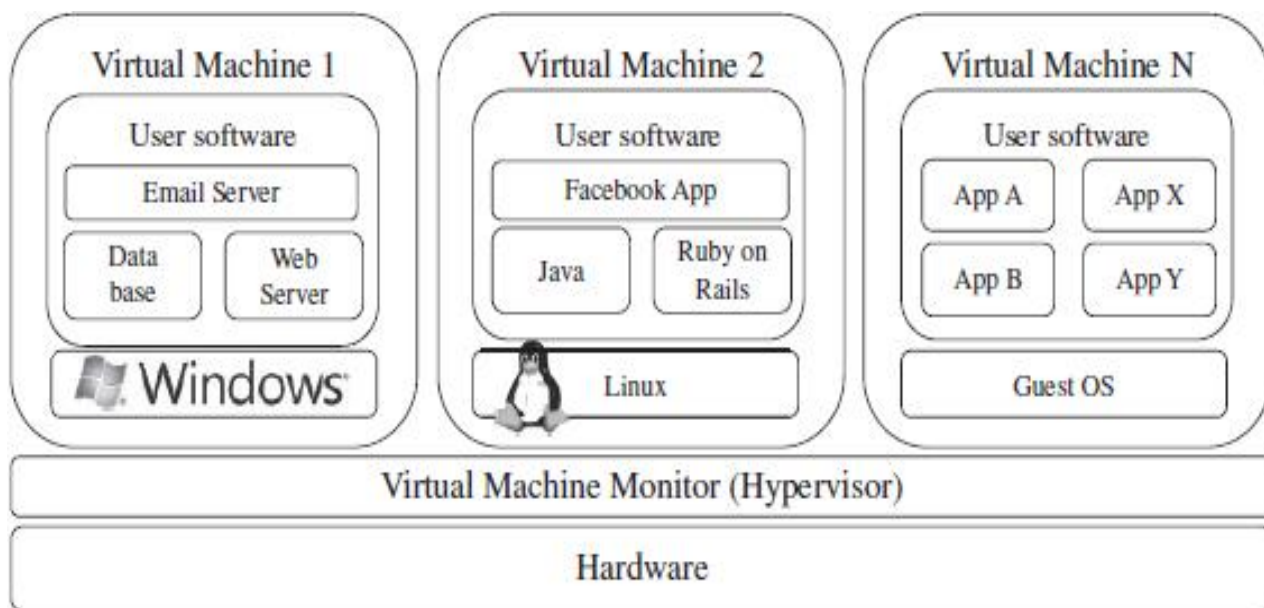 Virtual Machine 1
User software
Email Server
Data
base
Web
Server
Windows
Virtual Machine 2
User software
Facebook App
Java
Ruby on
Rails
Linux
Virtual Machine N
User software
App A
App X
App B
App Y
Guest OS
Virtual Machine Monitor (Hypervisor)
Hardware